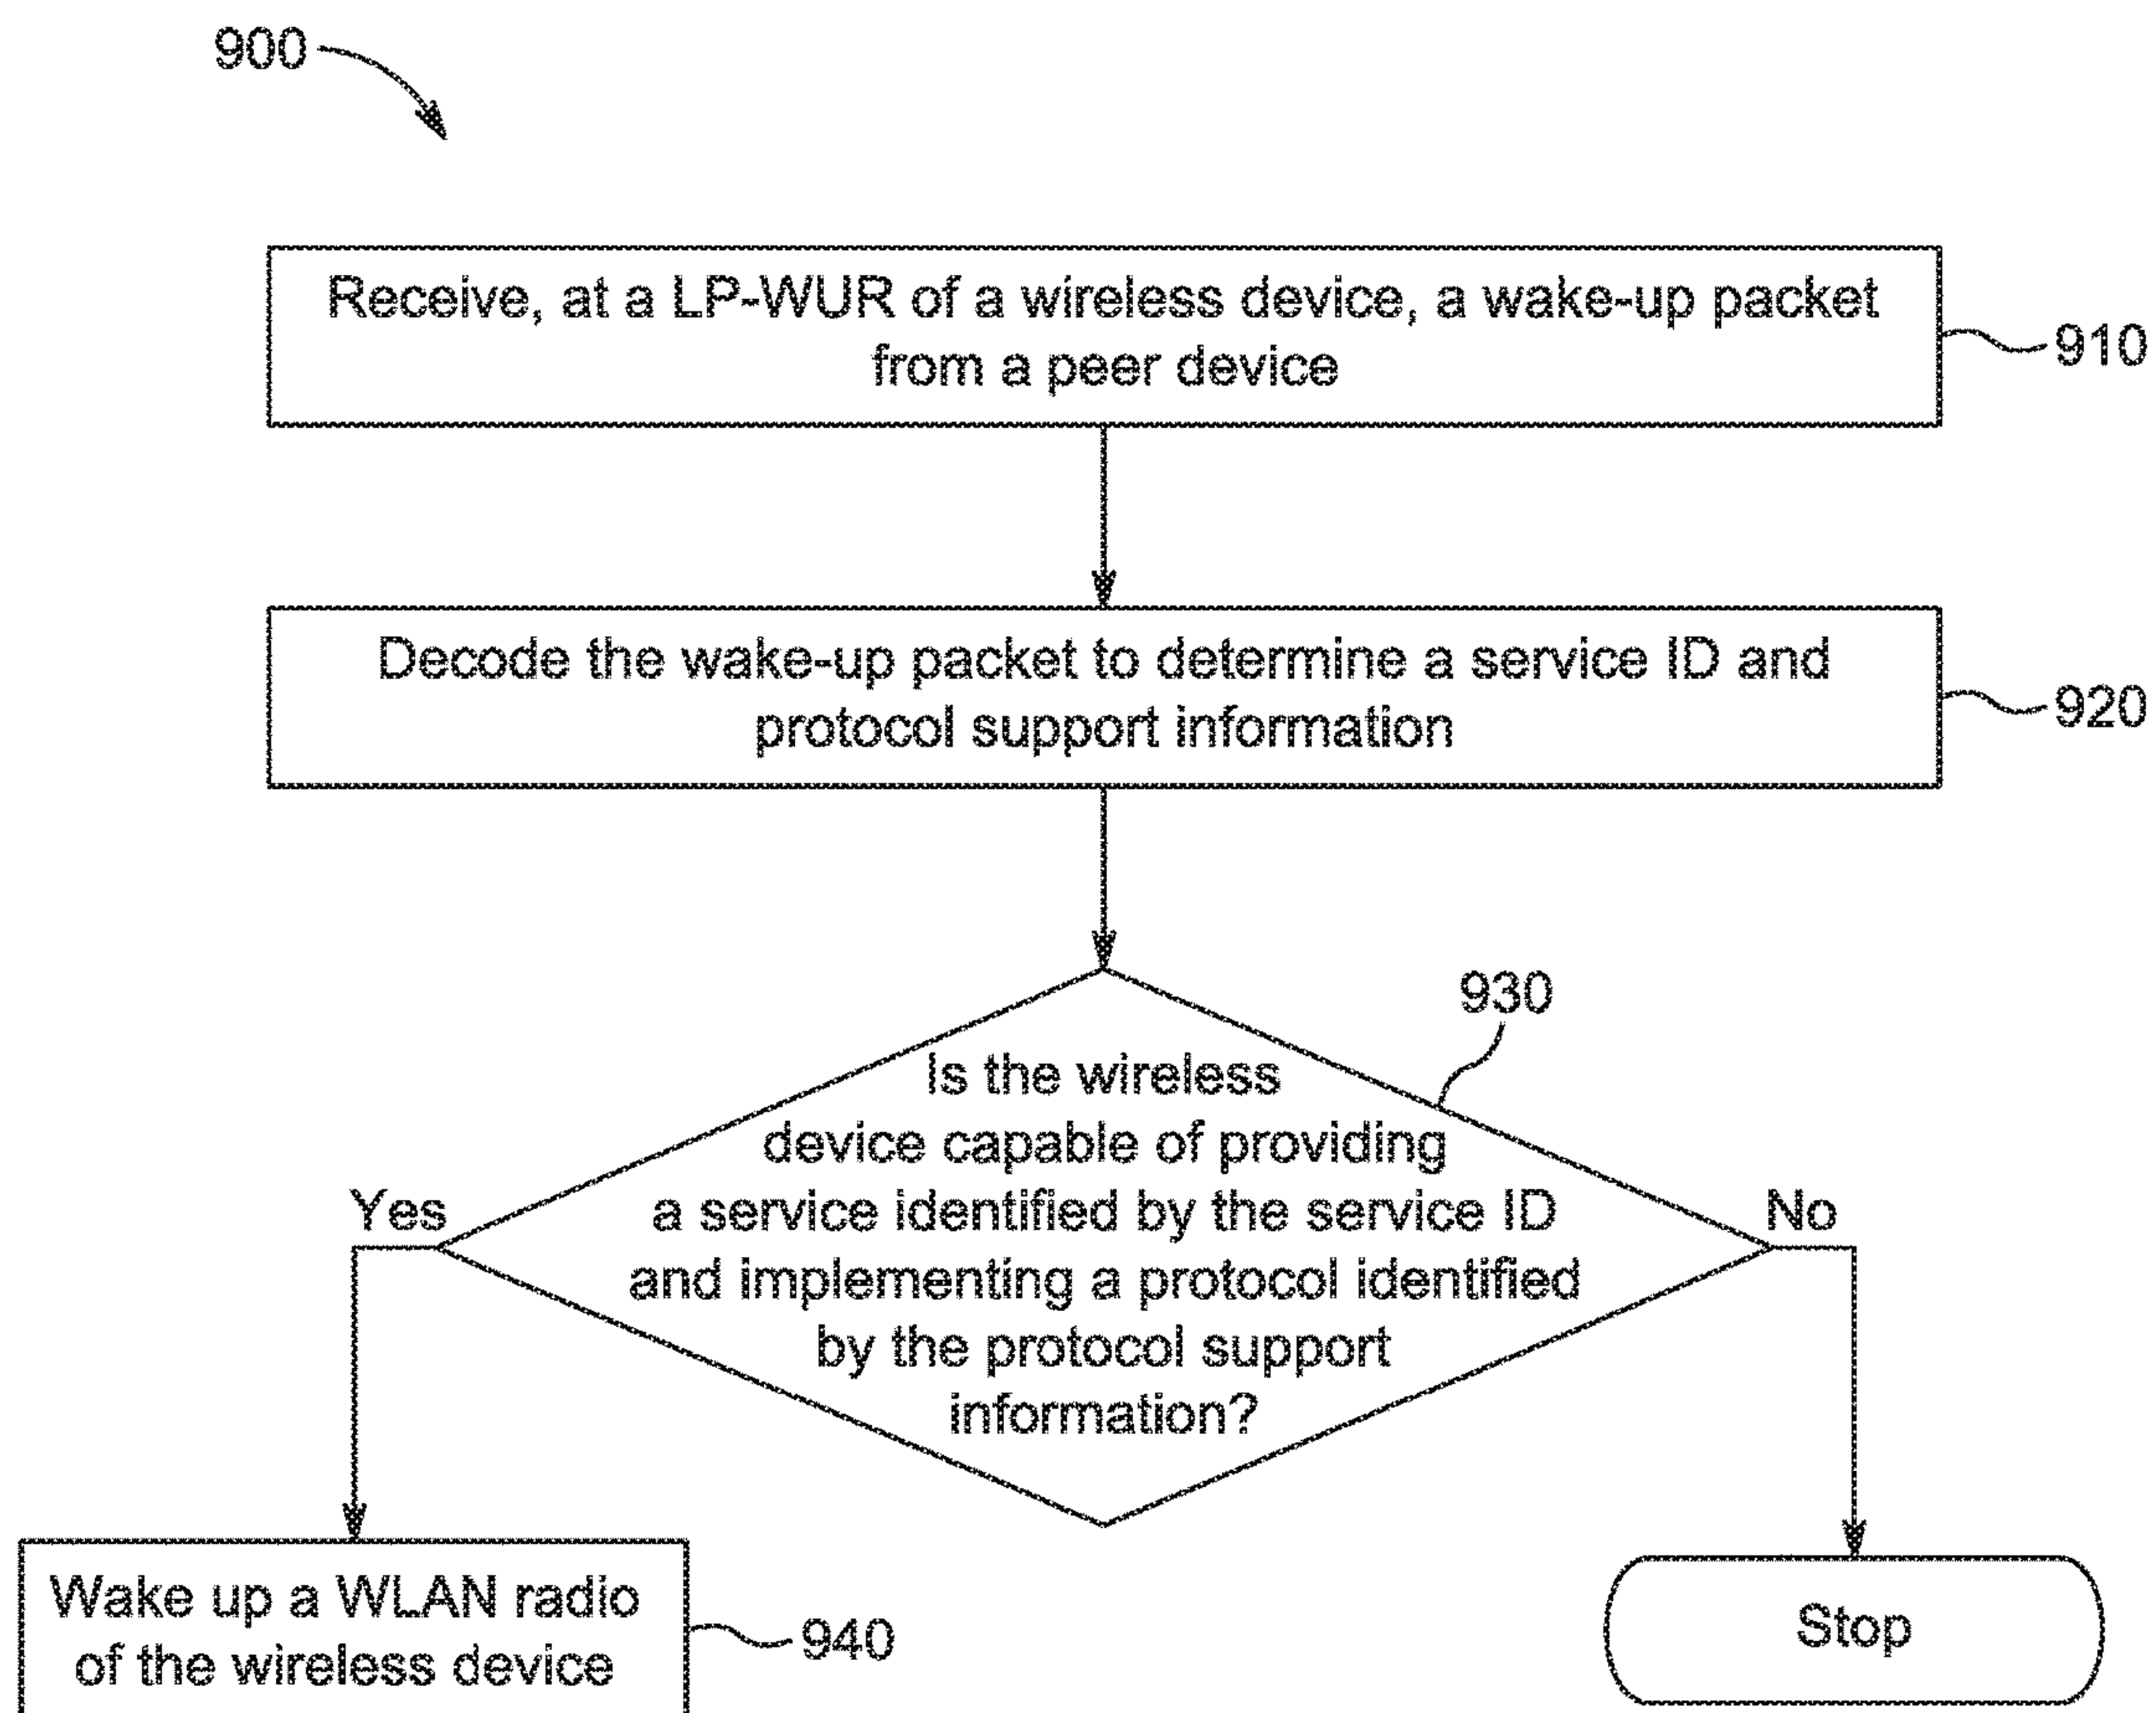 900
Receive, at a LP-WUR of a wireless device, a wake-up packet
from a peer device
910
Decode the wake-up packet to determine a service ID and
protocol support information
920
930
Is the wireless
device capable of providing
a service identified by the service ID
and implementing a protocol identified
by the protocol support
information?
Yes
No
Wake up a WLAN radio
of the wireless device
940
Stop